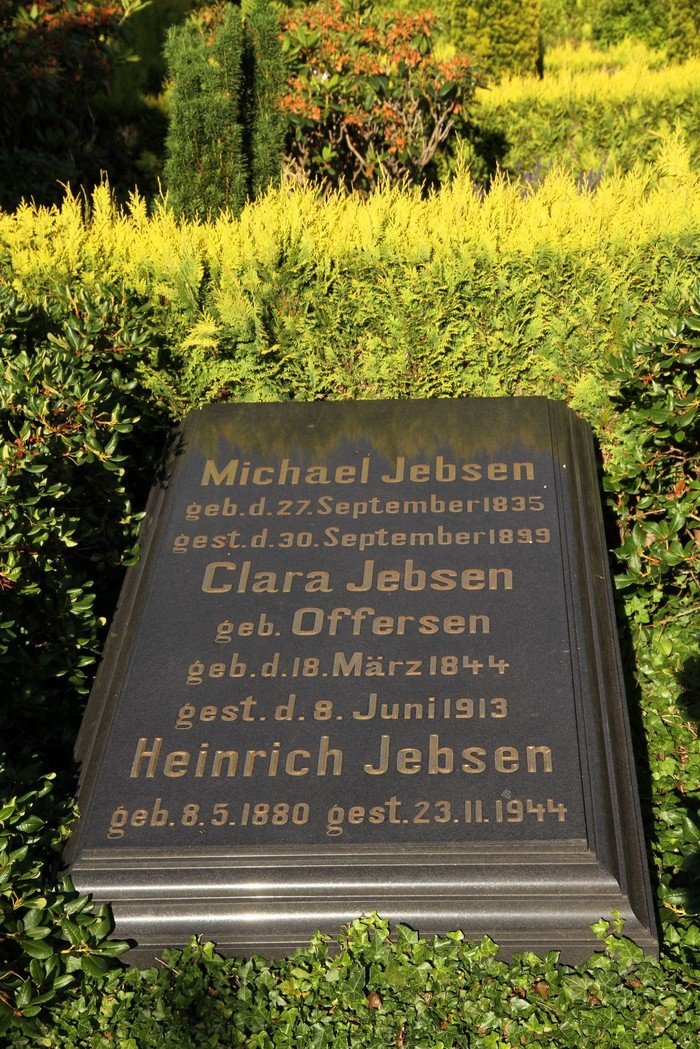 Michael Jebsen
geb. d. 27. September 1835
gest. d. 30. September 1899
Clara Jebsen
geb. Offersen
geb. d. 18. März 1844
gest. d. 8. Juni 1913
Heinrich Jebsen
geb. 8.5. 1880 gest. 23.11.1944